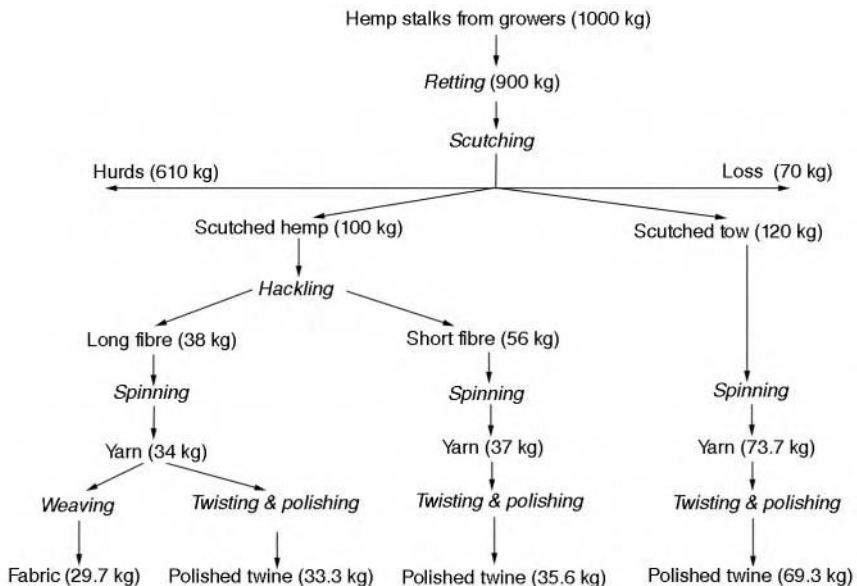 Hemp stalks from growers (1000 kg)
Retting (900 kg)
Scutching
Hurds (610 kg)
Loss (70 kg)
Scutched hemp (100 kg)
Scutched tow (120 kg)
Hackling
Long fibre (38 kg)
Short fibre (56 kg)
Spinning
Spinning
Spinning
Yarn (34 kg)
Yarn (37 kg)
Yarn (73.7 kg)
Weaving
Twisting & polishing
Twisting & polishing
Twisting & polishing
Fabric (29.7 kg)
Polished twine (33.3 kg)
Polished twine (35.6 kg)
Polished twine (69.3 kg)